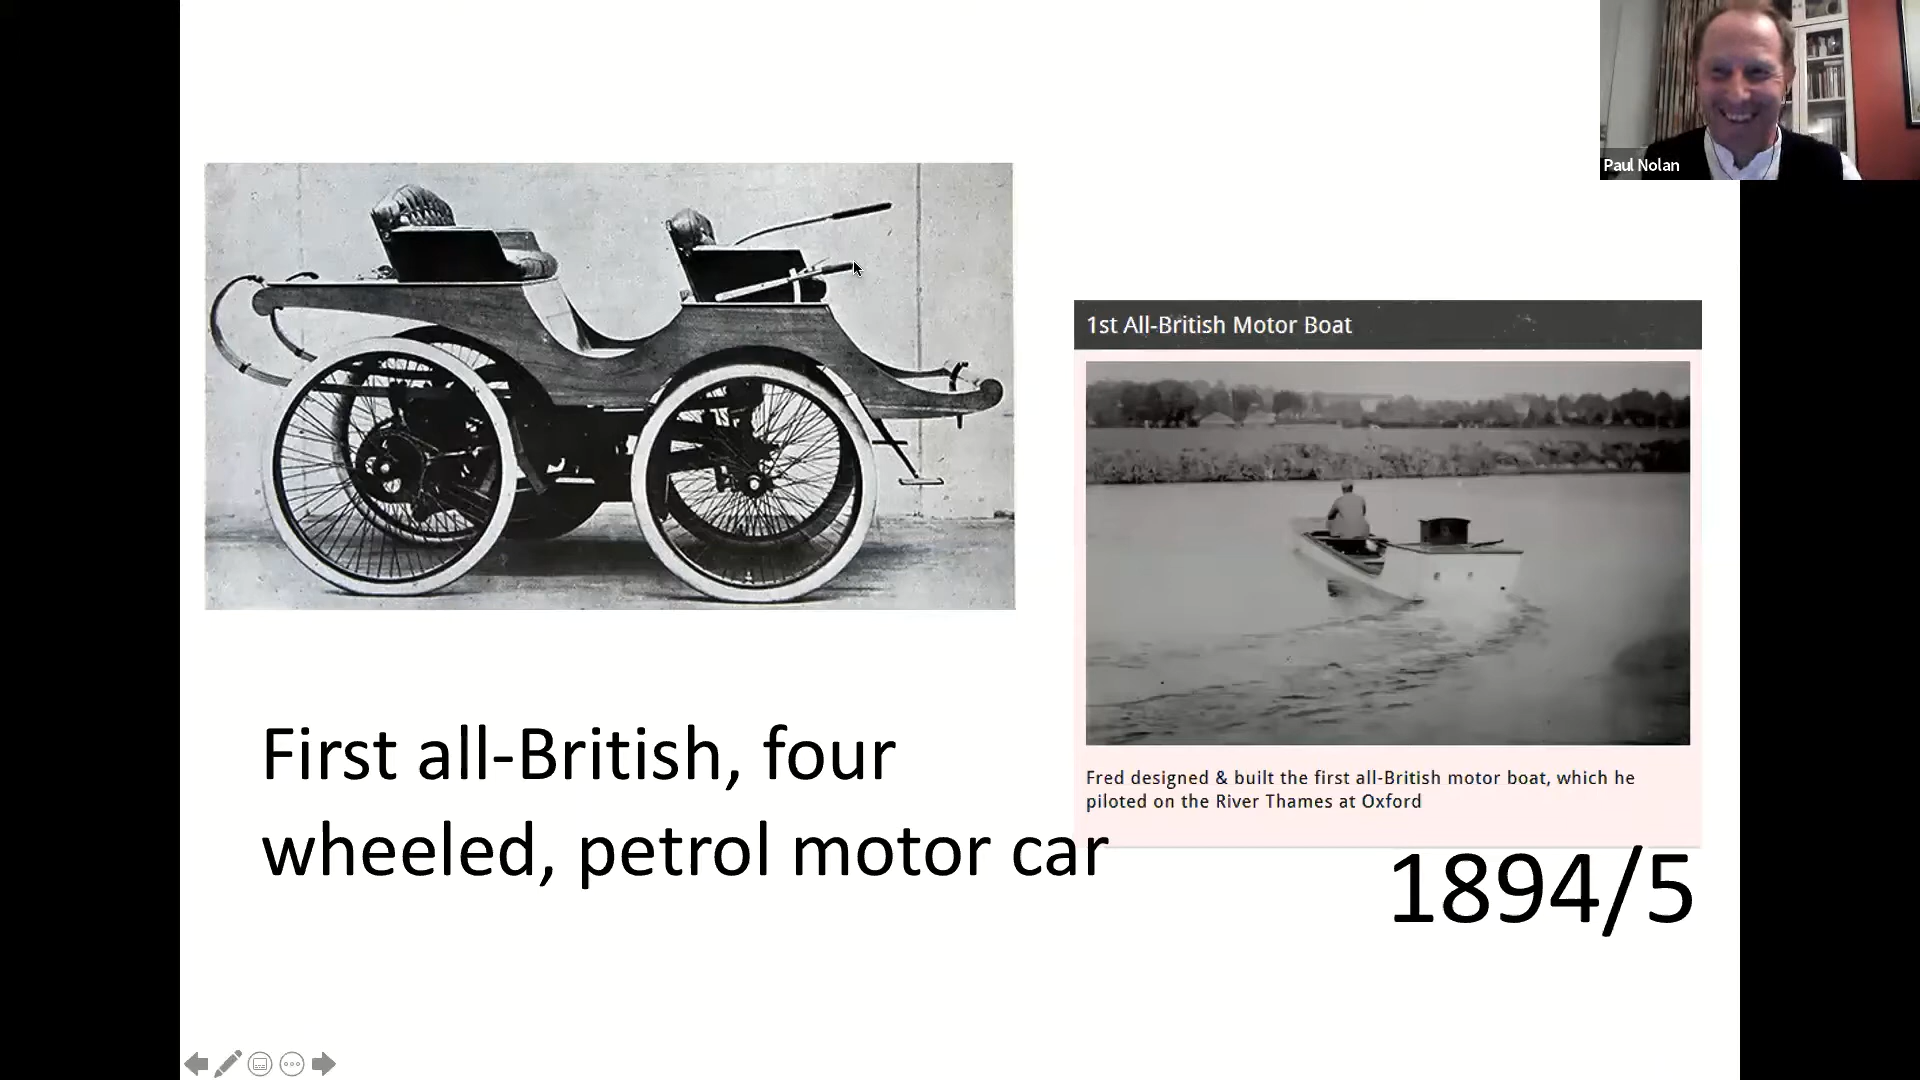 Paul Nolan
1st All-British Motor Boat
Fred designed & built the first all-British motor boat, which he
piloted on the River Thames at Oxford
First all-British, four
wheeled, petrol motor car
1894/5